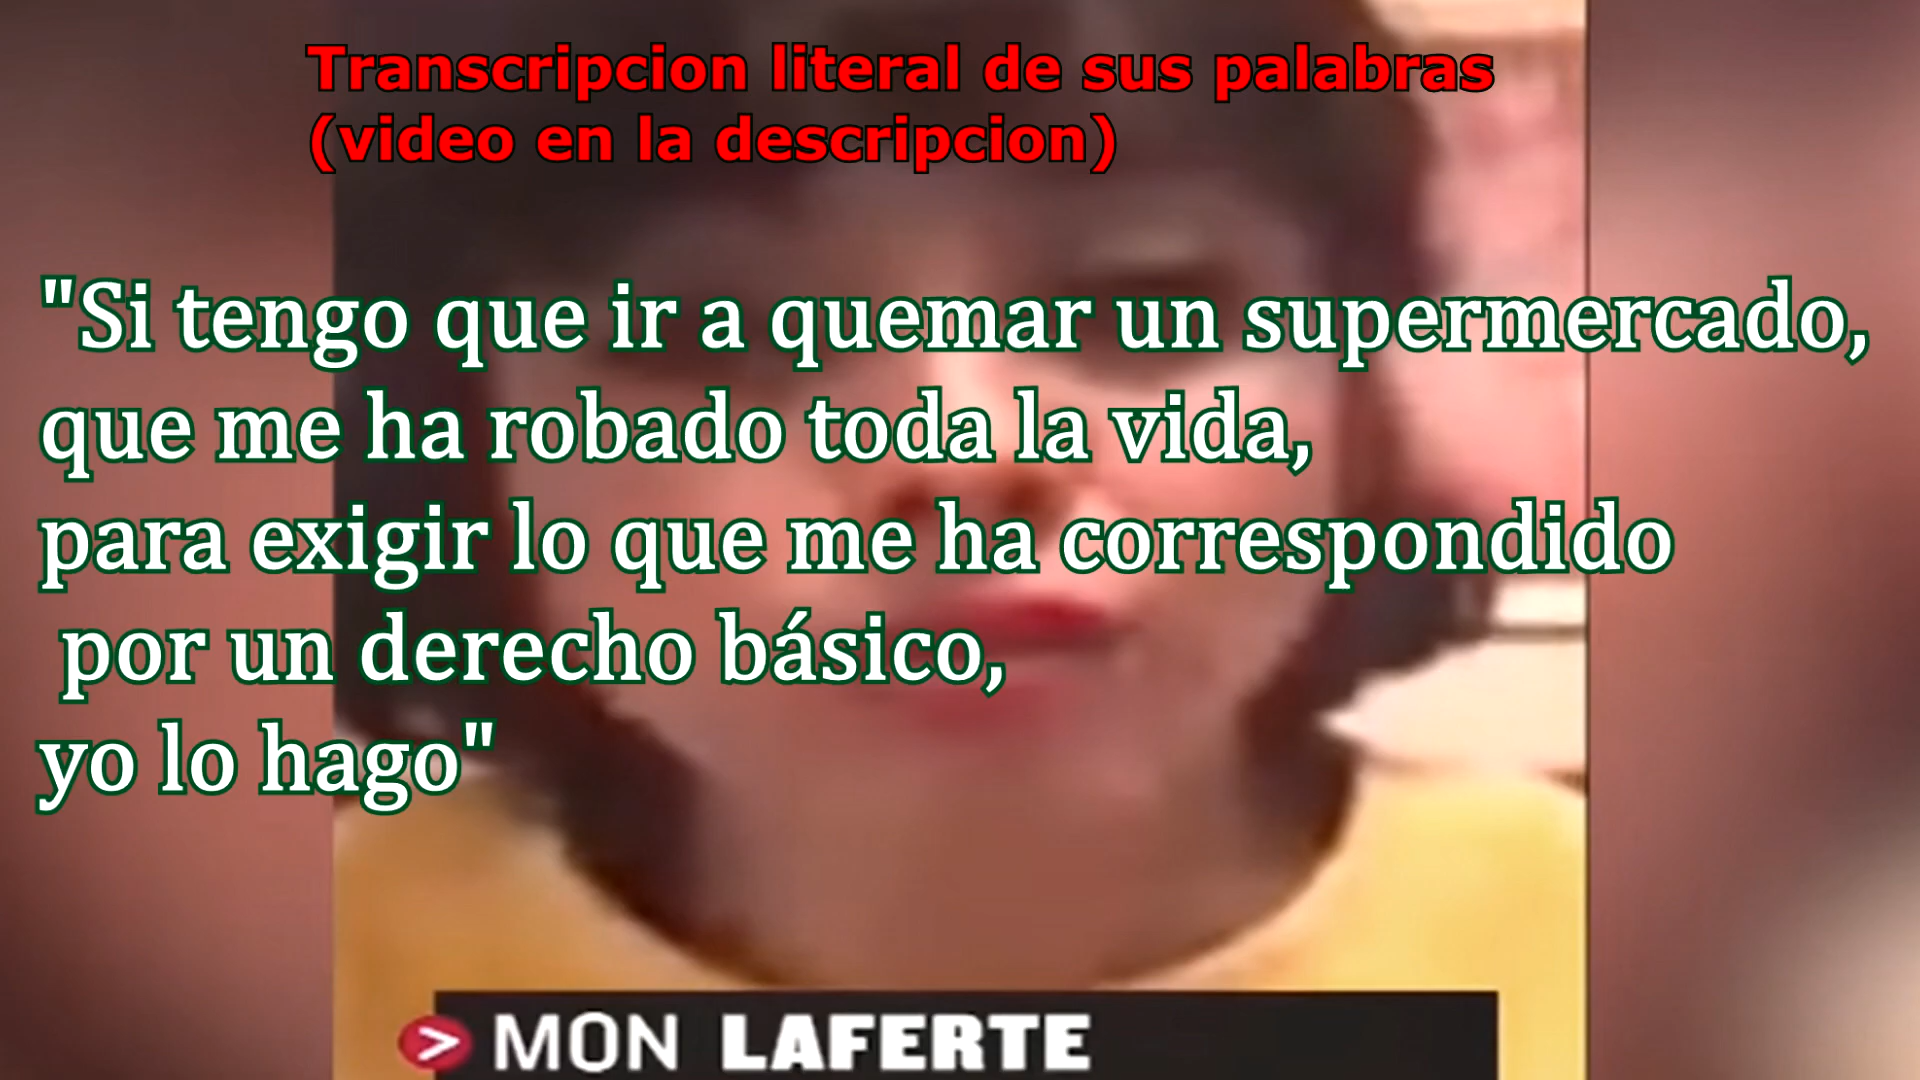 Transcripcion literal de sus palabras
(video en la descripcion)
"Si tengo que ir a quemar un supermercado,
que me ha robado toda la vida,
para exigir lo que me ha correspondido
por un derecho básico,
yo lo hago"
> MON LAFERTE